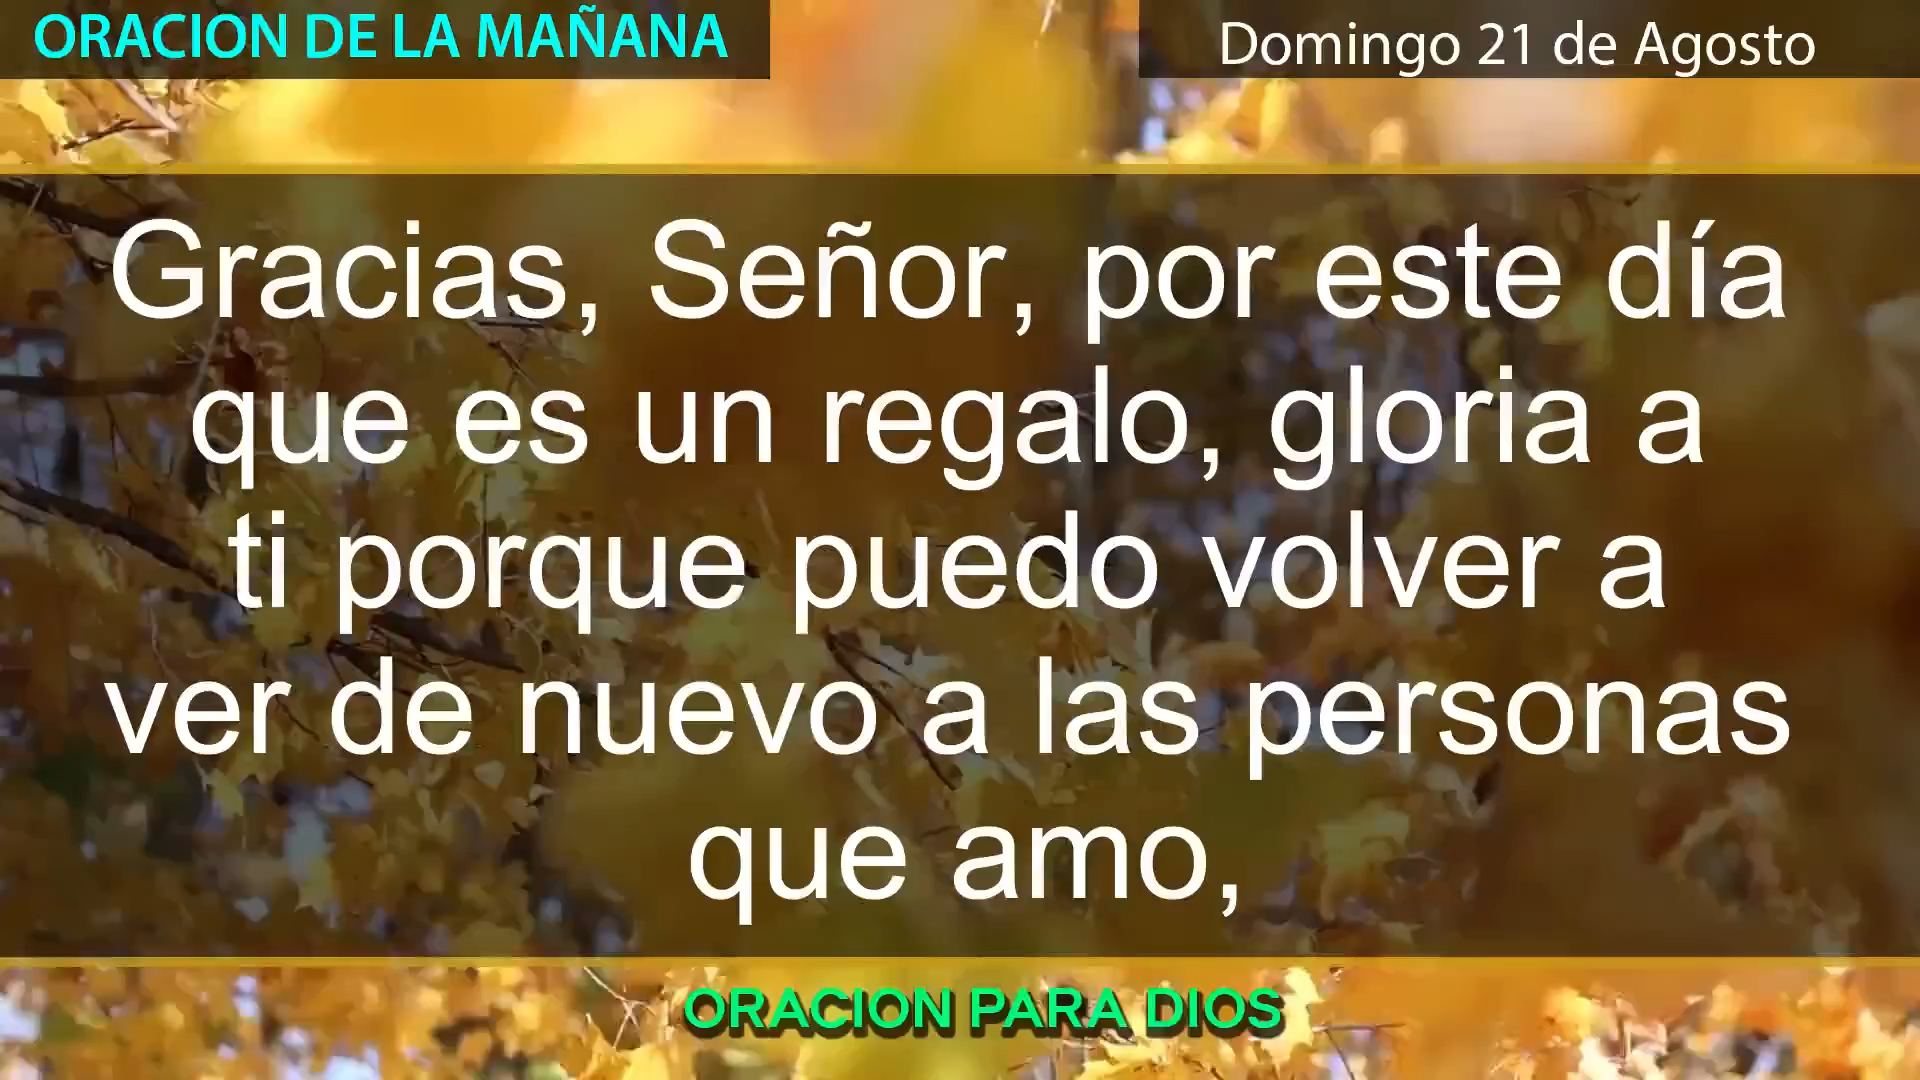 ORACION DE LA MAÑANA
Domingo 21 de Agosto
Gracias, Señor, por este día
que es un regalo, gloria a
ti porque puedo volver a
ver de nuevo a las personas
que amo,
ORACION PARA DIOS